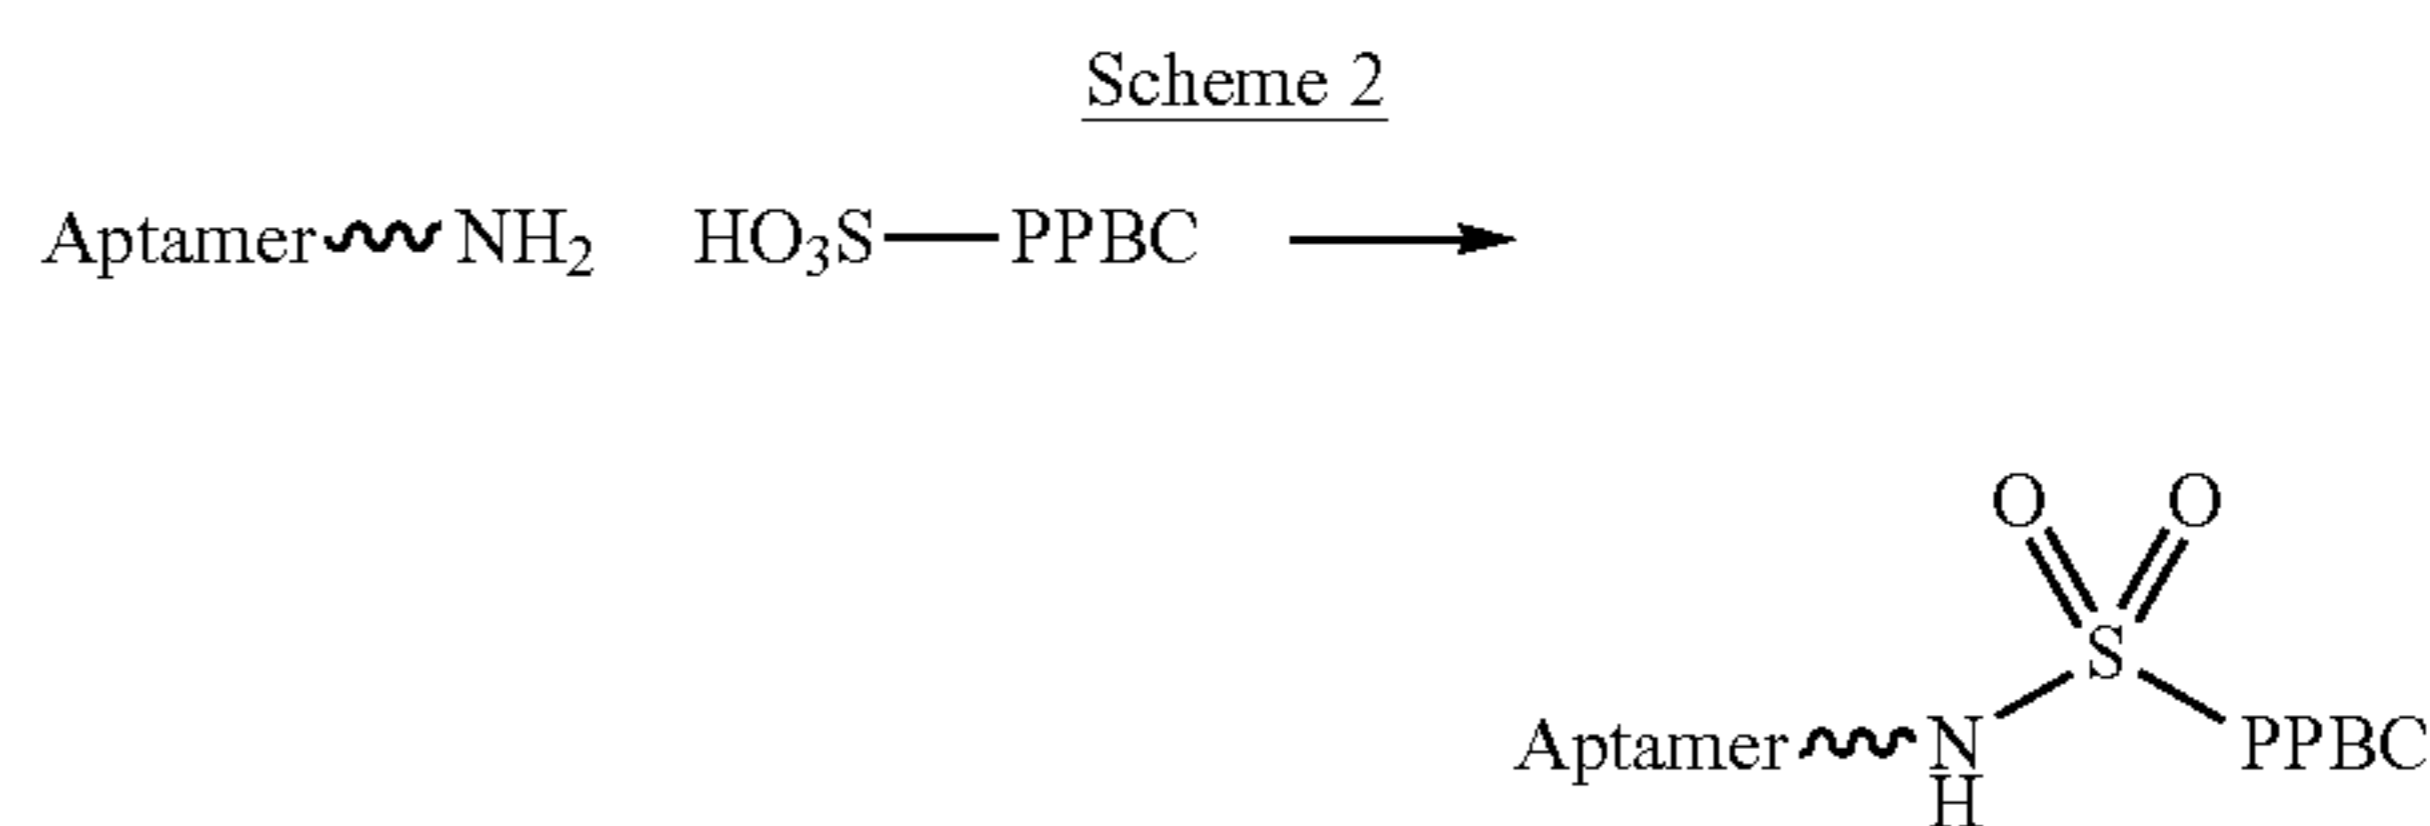 Scheme 2
Aptamer NH2 HO3S PPBC
O O
S
Aptamer N PPBC
H